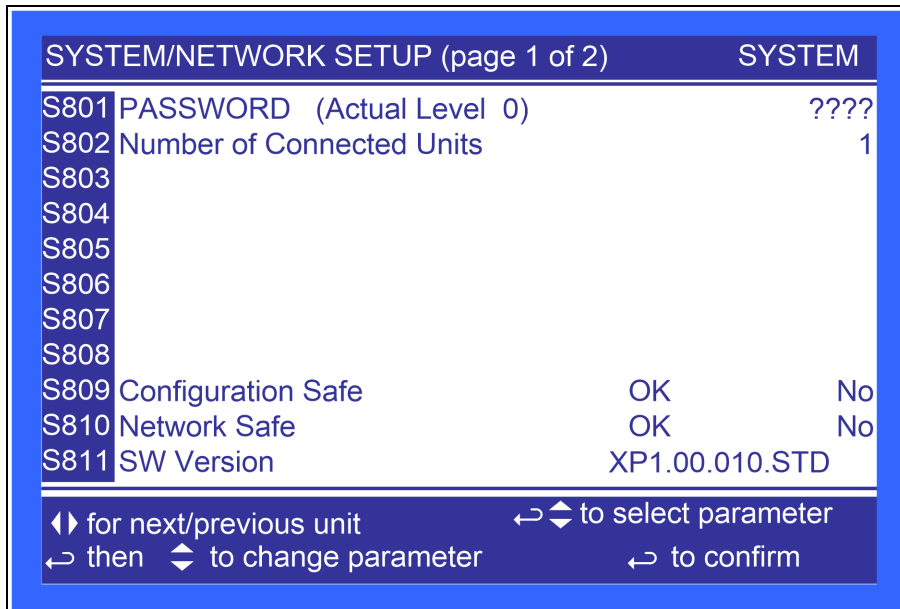 SYSTEM/NETWORK SETUP (page 1 of 2) SYSTEM
S801 PASSWORD (Actual Level 0) ????
S802 Number of Connected Units 1
S803
S804
S805
S806
S807
S808
S809 Configuration Safe OK No
S810 Network Safe OK No
S811 SW Version XP1.00.010.STD
for next/previous unit to select parameter
then to change parameter to confirm